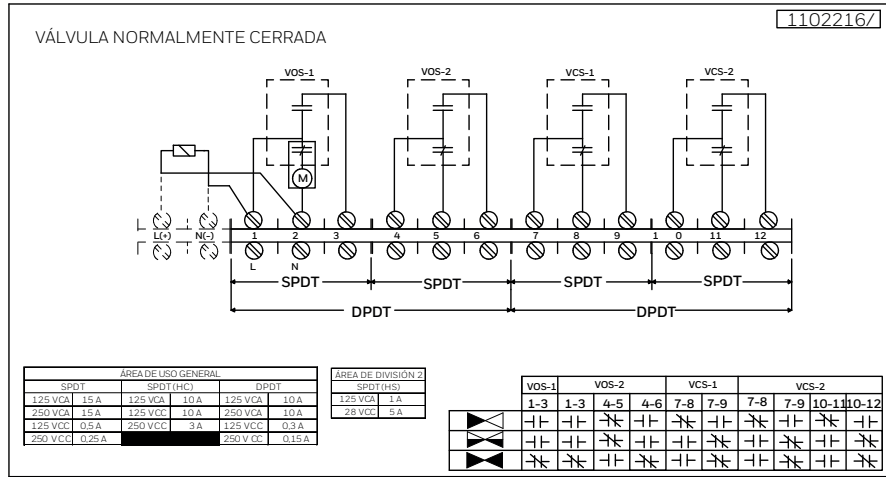 1102216/
VÁLVULA NORMALMENTE CERRADA
VOS-1 VOS-2 VCS-1 VCS-2
M
L(+) N(-) 1 2 3 4 5 6 7 8 9 1 0 11 12
L N
SPDT SPDT SPDT SPDT
DPDT DPDT
ÁREA DE USO GENERAL
SPDT SPDT(HC) DPDT
125 VCA 15 A 125 VCA 10 A 125 VCA 10 A
250 VCA 15 A 125 VCC 10 A 250 VCA 10 A
125 VCC 0,5 A 250 VCC 3 A 125 VCC 0,3 A
250 VCC 0,25 A 250 V CC 0,15 A
ÁREA DE DIVISIÓN 2
SPDT(HS)
125 VCA 1 A
28 VCC 5 A
VOS-1 VOS-2 VCS-1 VCS-2
1-3 1-3 4-5 4-6 7-8 7-9 7-8 7-9 10-11 10-12